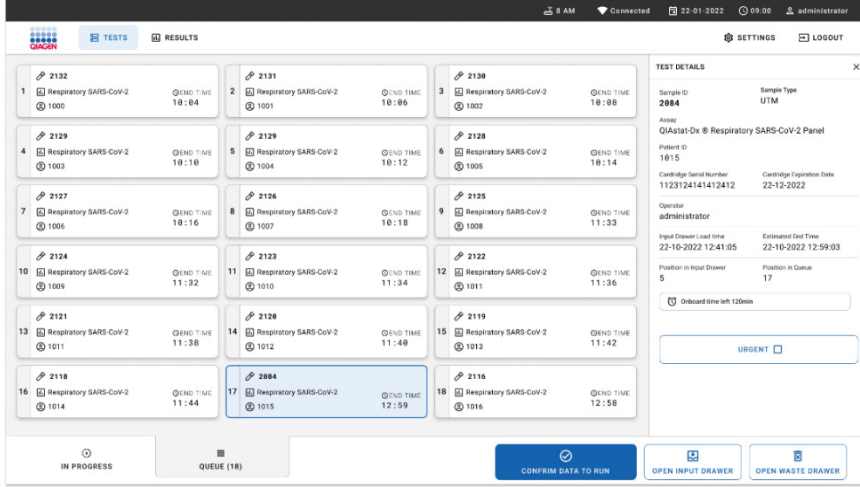 8 AM Connected 22-01-2022 09:00 administrator
QIAGEN TESTS RESULTS SETTINGS LOGOUT
1 2132 Respiratory SARS-CoV-2 1000 END TIME 10:04
2 2131 Respiratory SARS-CoV-2 1001 END TIME 10:06
3 2130 Respiratory SARS-CoV-2 1002 END TIME 10:08
4 2129 Respiratory SARS-CoV-2 1003 END TIME 10:10
5 2129 Respiratory SARS-CoV-2 1004 END TIME 10:12
6 2128 Respiratory SARS-CoV-2 1005 END TIME 10:14
7 2127 Respiratory SARS-CoV-2 1006 END TIME 10:16
8 2126 Respiratory SARS-CoV-2 1007 END TIME 10:18
9 2125 Respiratory SARS-CoV-2 1008 END TIME 11:33
10 2124 Respiratory SARS-CoV-2 1009 END TIME 11:32
11 2123 Respiratory SARS-CoV-2 1010 END TIME 11:34
12 2122 Respiratory SARS-CoV-2 1011 END TIME 11:36
13 2121 Respiratory SARS-CoV-2 1011 END TIME 11:38
14 2120 Respiratory SARS-CoV-2 1012 END TIME 11:40
15 2119 Respiratory SARS-CoV-2 1013 END TIME 11:42
16 2118 Respiratory SARS-CoV-2 1014 END TIME 11:44
17 2084 Respiratory SARS-CoV-2 1015 END TIME 12:59
18 2116 Respiratory SARS-CoV-2 1016 END TIME 12:58
TEST DETAILS
Sample ID Sample Type
2084 UTM
Assay
QIAstat-Dx ® Respiratory SARS-CoV-2 Panel
Patient ID
1015
Cardridge Serial Number Cardridge Expiration Date
1123124141412412 22-12-2022
Operator
administrator
Input Drawer Load time Estimated End Time
22-10-2022 12:41:05 22-10-2022 12:59:03
Position in Input Drawer Position in Queue
5 17
Onboard time left 120min
URGENT
IN PROGRESS QUEUE (18) CONFRIM DATA TO RUN OPEN INPUT DRAWER OPEN WASTE DRAWER